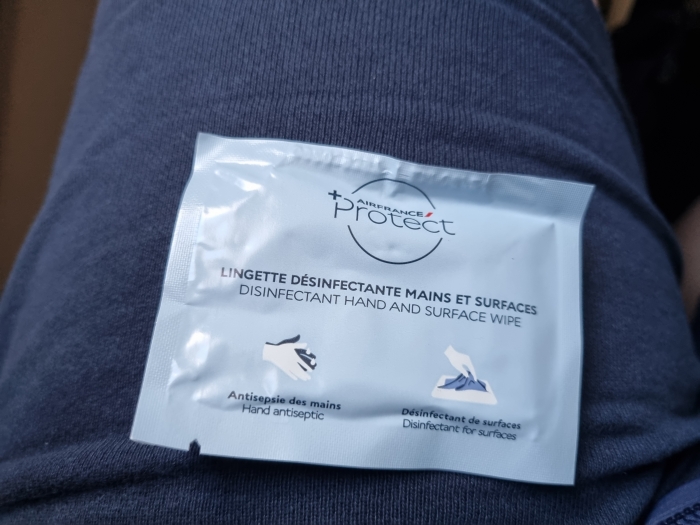 AIRFRANCE
+Protect
LINGETTE DÉSINFECTANTE MAINS ET SURFACES
DISINFECTANT HAND AND SURFACE WIPE
Antisepsie des mains
Hand antiseptic
Désinfectant de surfaces
Disinfectant for surfaces